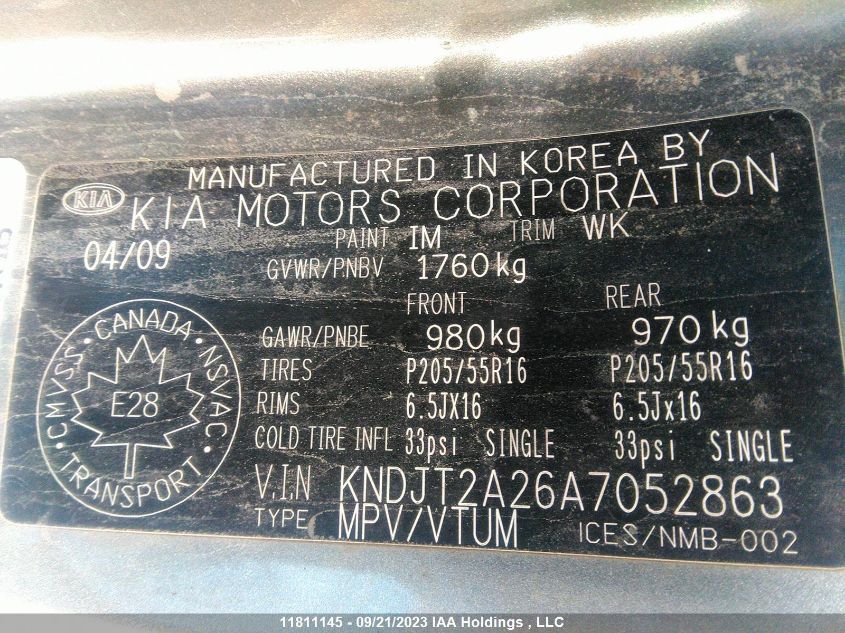 MANUFACTURED IN KOREA BY
KIA KIA MOTORS CORPORATION
04/09 PAINT IM TRIM WK
GVWR/PNBV 1760kg
FRONT REAR
GAWR/PNBE 980kg 970kg
TIRES P205/55R16 P205/55R16
RIMS 6.5JX16 6.5Jx16
COLD TIRE INFL 33psi SINGLE 33psi SINGLE
V.I.N KNDJT2A26A7052863
TYPE MPV/VTUM ICES/NMB-002
CMVSS · CANADA · NSVAC · TRANSPORT ·
E28
11811145 - 09/21/2023 IAA Holdings , LLC